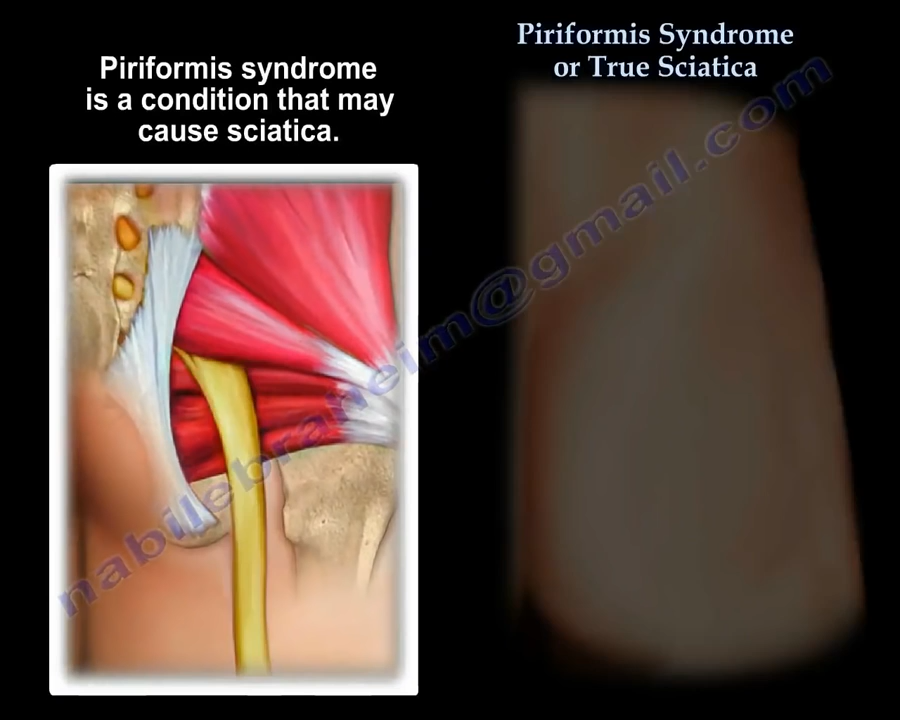 Piriformis syndrome
is a condition that may
cause sciatica.
Piriformis Syndrome
or True Sciatica
nabilebraheim@gmail.com